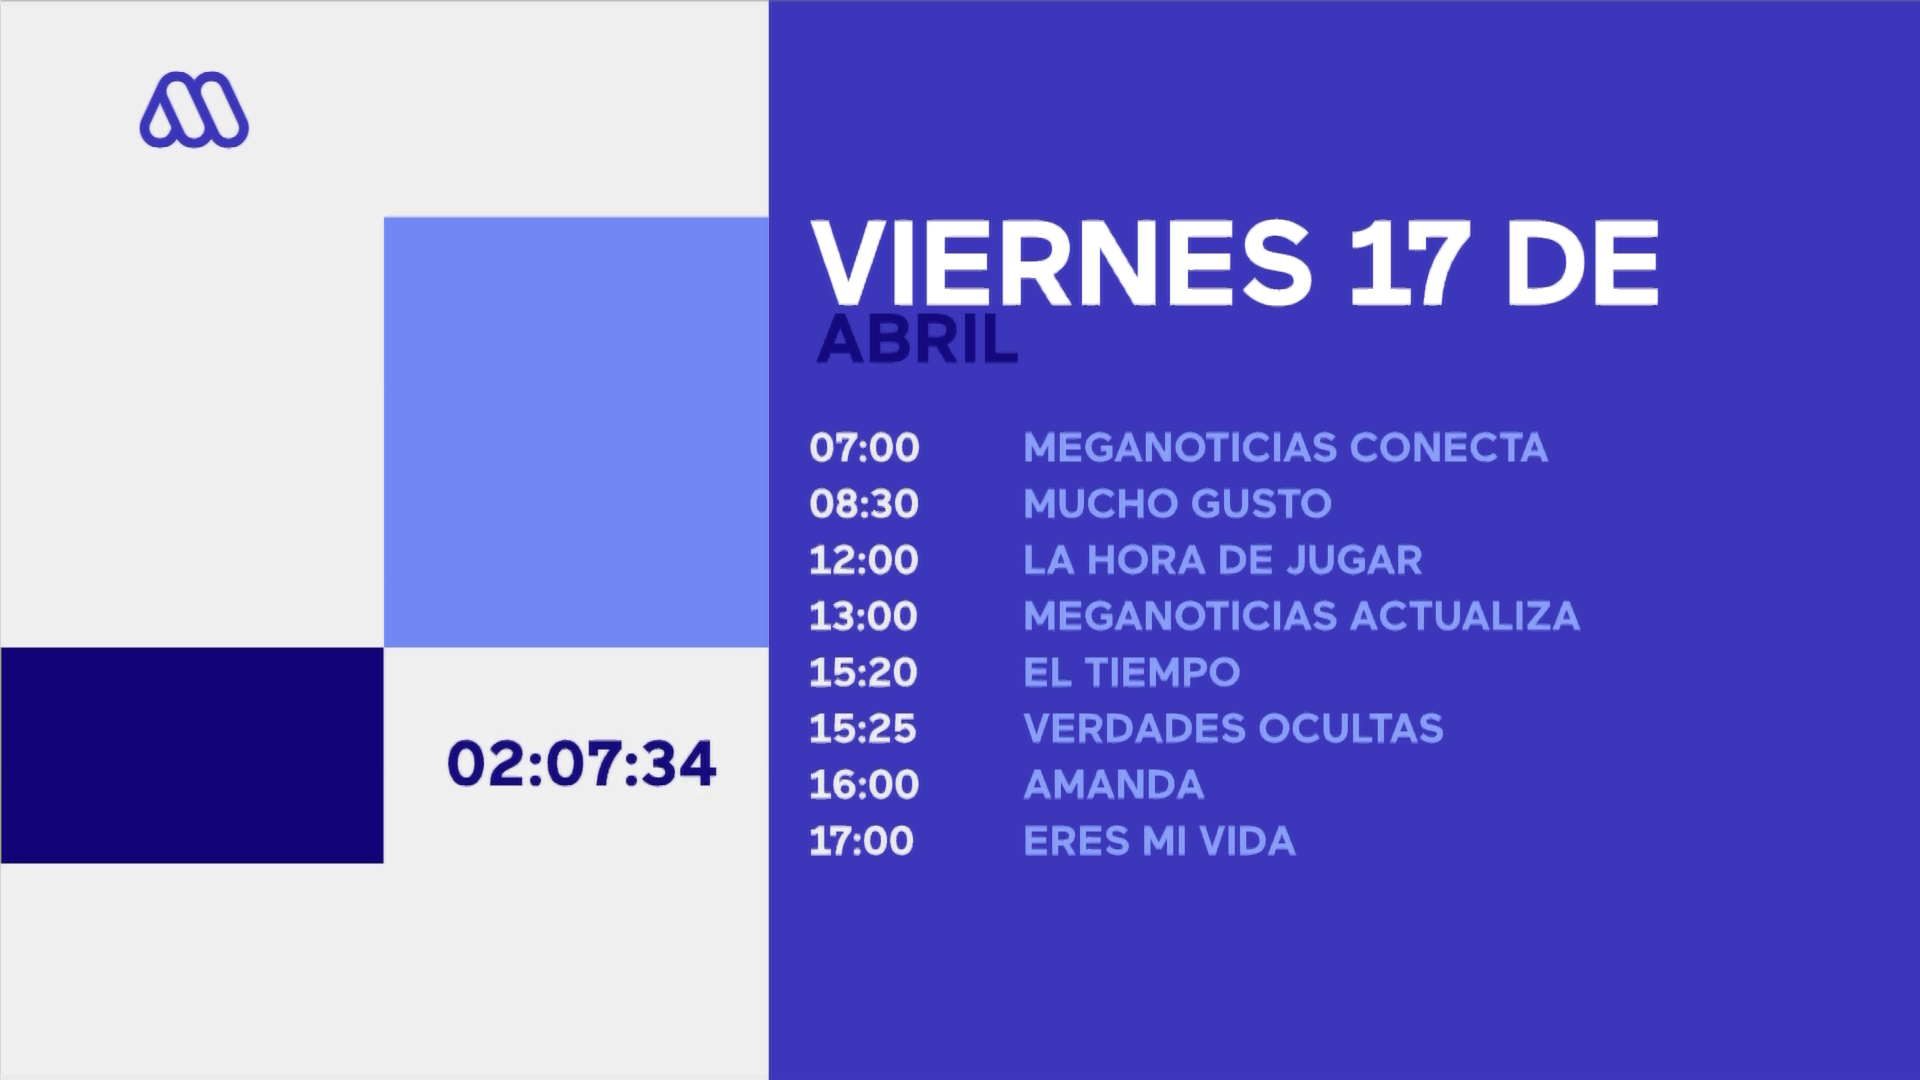 VIERNES 17 DE
ABRIL
07:00 MEGANOTICIAS CONECTA
08:30 MUCHO GUSTO
12:00 LA HORA DE JUGAR
13:00 MEGANOTICIAS ACTUALIZA
15:20 EL TIEMPO
15:25 VERDADES OCULTAS
16:00 AMANDA
17:00 ERES MI VIDA
02:07:34